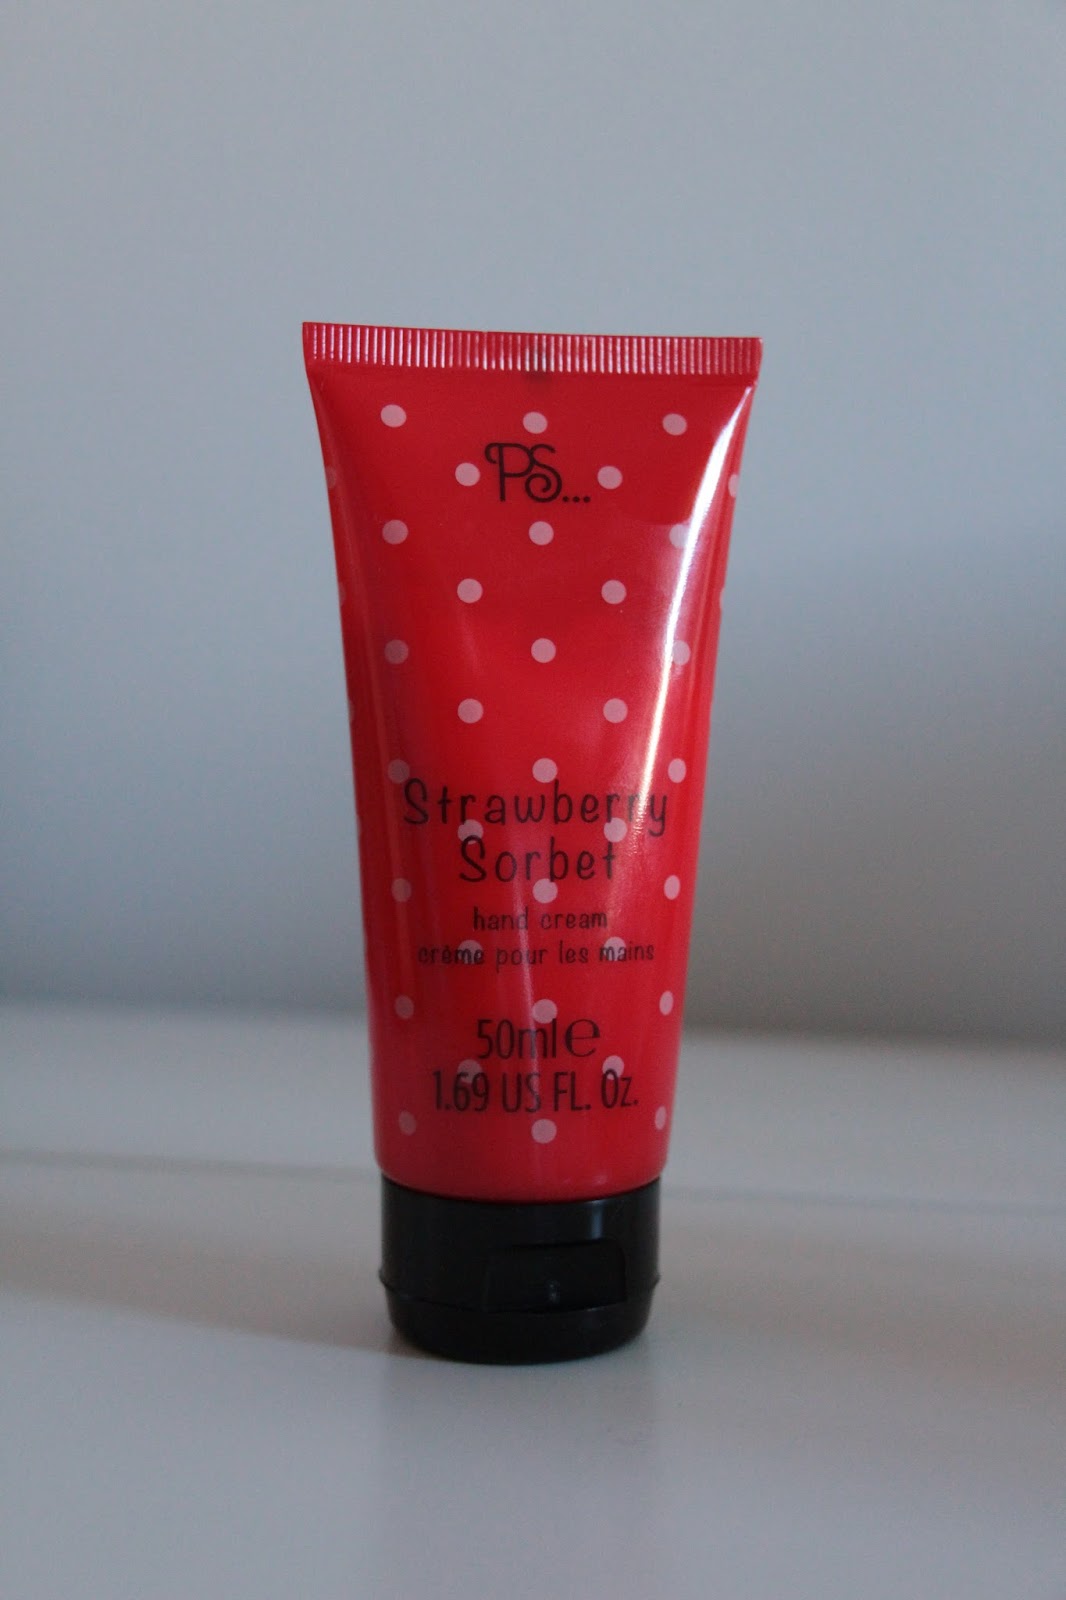 PS...
Strawberry
Sorbet
hand cream
crème pour les mains
50ml℮
1.69 US FL. Oz.